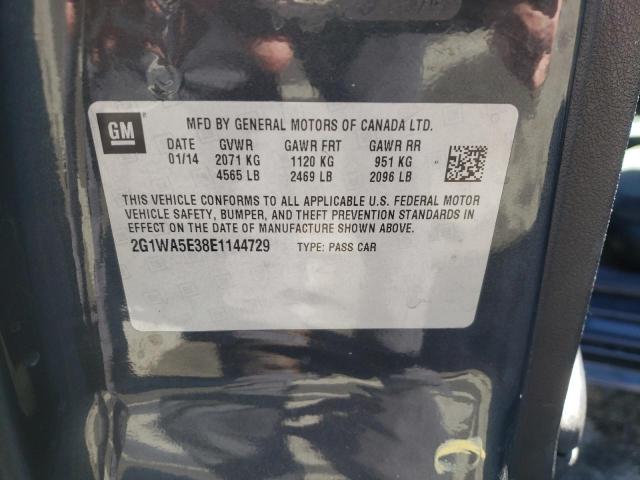 GM
MFD BY GENERAL MOTORS OF CANADA LTD.
DATE GVWR GAWR FRT GAWR RR
01/14 2071 KG 1120 KG 951 KG
4565 LB 2469 LB 2096 LB
THIS VEHICLE CONFORMS TO ALL APPLICABLE U.S. FEDERAL MOTOR
VEHICLE SAFETY, BUMPER, AND THEFT PREVENTION STANDARDS IN
EFFECT ON THE DATE OF MANUFACTURE SHOWN ABOVE.
2G1WA5E38E1144729 TYPE: PASS CAR